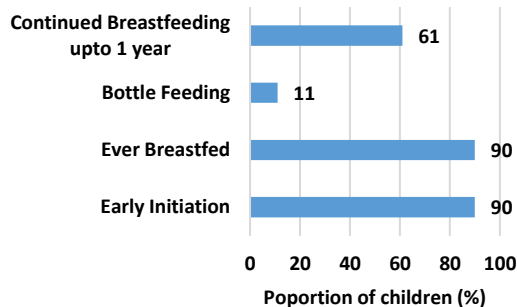 Continued Breastfeeding
upto 1 year
61
Bottle Feeding
11
Ever Breastfed
90
Early Initiation
90
0 20 40 60 80 100
Poportion of children (%)